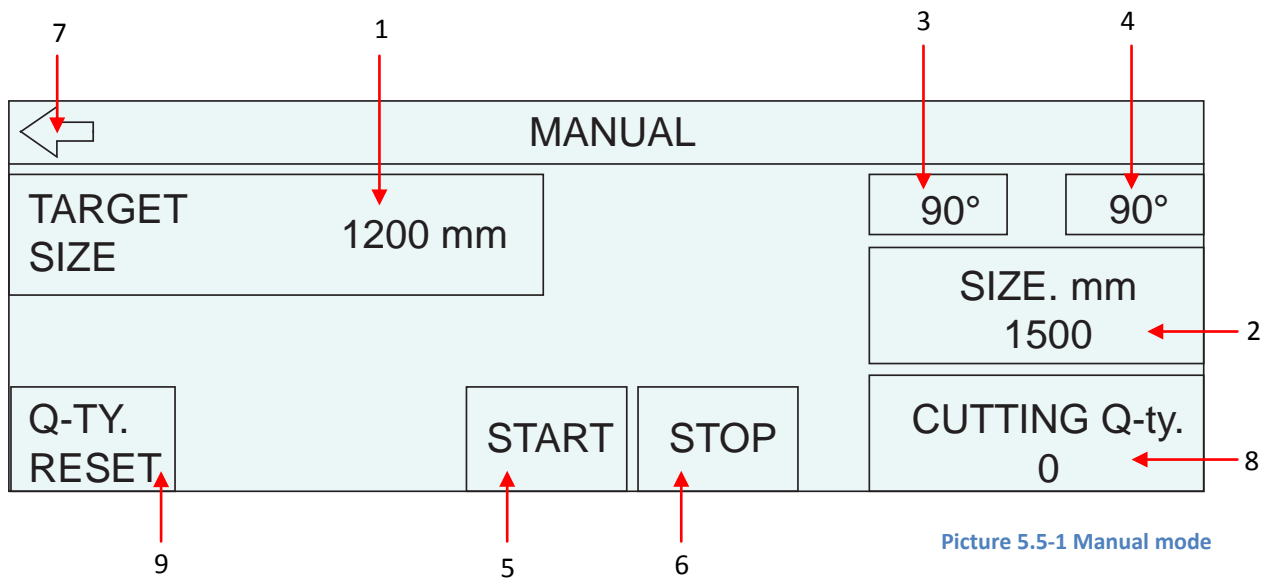 7
1
3
4
MANUAL
TARGET
SIZE
1200 mm
90°
90°
SIZE. mm
1500
2
Q-TY.
RESET
START
STOP
CUTTING Q-ty.
0
8
9
5
6
Picture 5.5-1 Manual mode